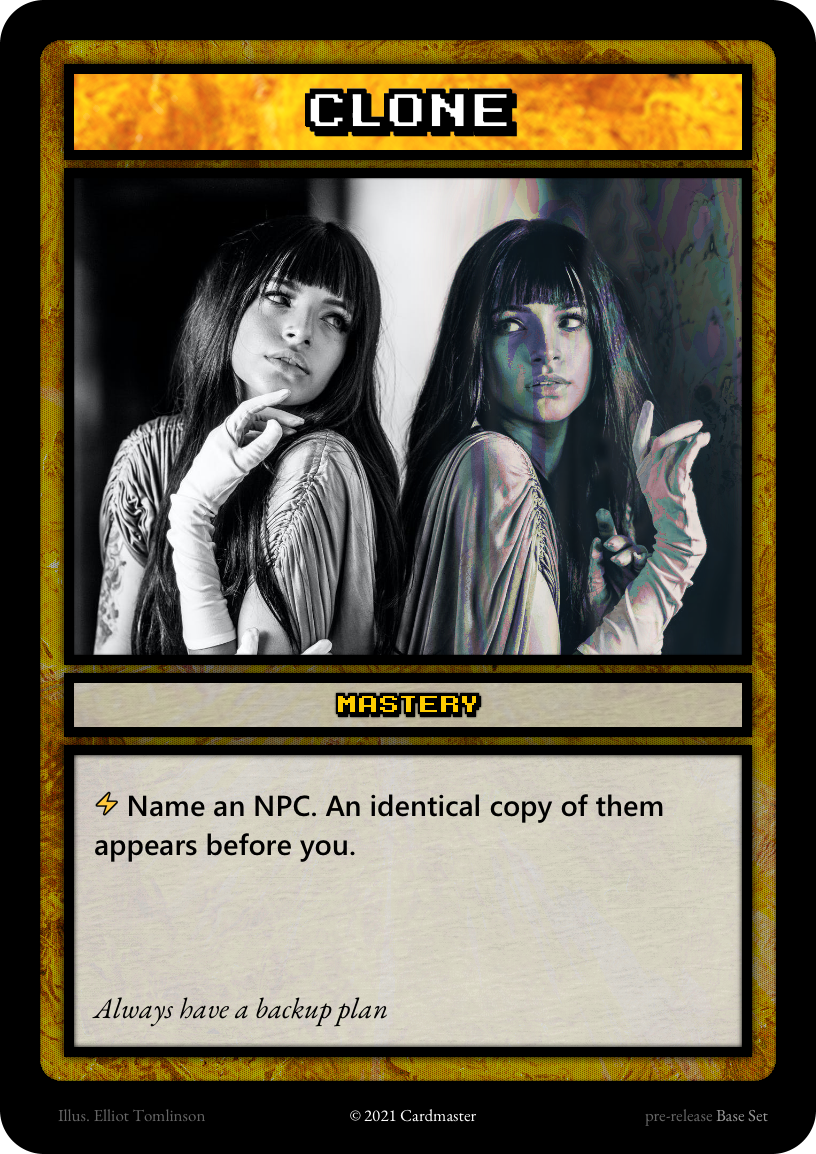 CLONE
MASTERY
⚡ Name an NPC. An identical copy of them
appears before you.
Always have a backup plan
Illus. Elliot Tomlinson © 2021 Cardmaster pre-release Base Set